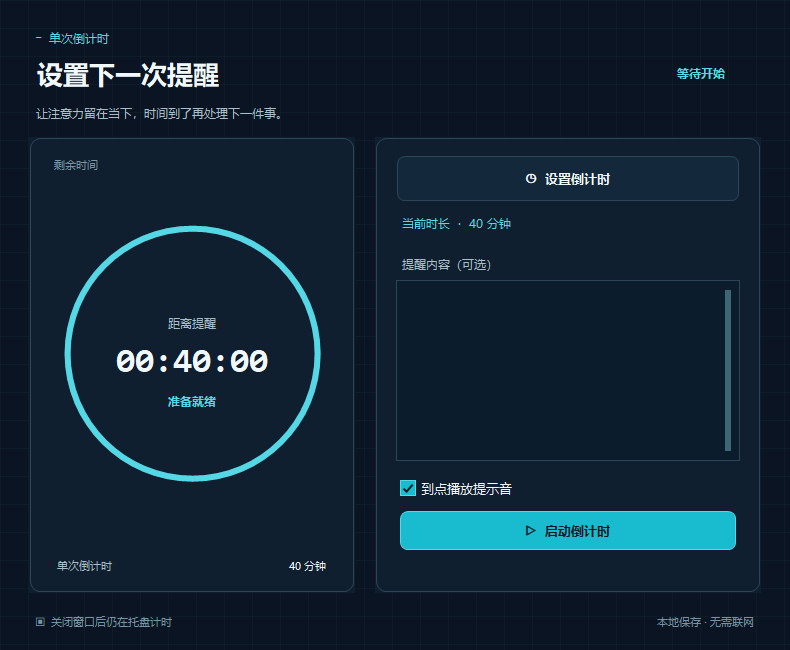 单次倒计时
设置下一次提醒
等待开始
让注意力留在当下，时间到了再处理下一件事。
剩余时间
距离提醒
00:40:00
准备就绪
单次倒计时
40 分钟
设置倒计时
当前时长 · 40 分钟
提醒内容（可选）
到点播放提示音
启动倒计时
关闭窗口后仍在托盘计时
本地保存 · 无需联网